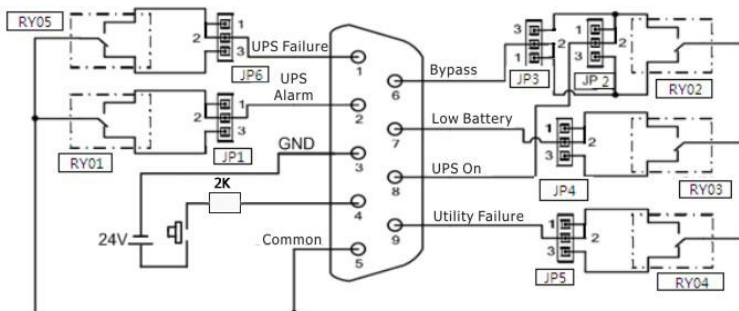 RY05
1
2
3
JP6
UPS Failure
UPS
Alarm
RY01
1
2
3
JP1
GND
2K
24V
Common
1
2
3
4
5
6
7
8
9
Bypass
Low Battery
UPS On
Utility Failure
3
2
1
JP3
1
2
3
JP 2
RY02
1
2
3
JP4
RY03
1
2
3
JP5
RY04